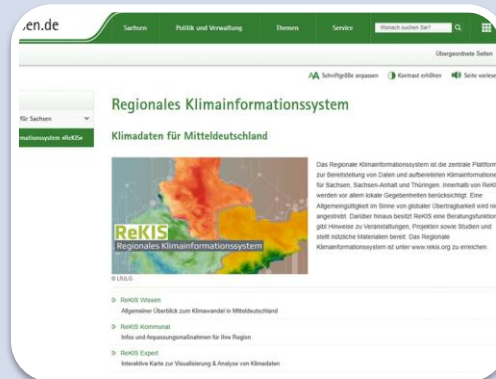 en.de
Sachsen Politik und Verwaltung Themen Service Wonach suchen Sie?
Übergeordnete Seiten
AA Schriftgröße anpassen Kontrast erhöhen Seite vorlese
Regionales Klimainformationssystem
für Sachsen
mationssystem »ReKIS«
Klimadaten für Mitteldeutschland
ReKIS
Regionales Klimainformationssystem
© LfULG
Das Regionale Klimainformationssystem ist die zentrale Plattform
zur Bereitstellung von Daten und aufbereiteten Klimainformatione
für Sachsen, Sachsen-Anhalt und Thüringen. Innerhalb von ReKI
werden vor allem lokale Gegebenheiten berücksichtigt. Eine
Allgemeingültigkeit im Sinne von globaler Übertragbarkeit wird nic
angestrebt. Darüber hinaus besitzt ReKIS eine Beratungsfunktion
gibt Hinweise zu Veranstaltungen, Projekten sowie Studien und
stellt nützliche Materialien bereit. Das Regionale
Klimainformationssystem ist unter www.rekis.org zu erreichen.
ReKIS Wissen
Allgemeiner Überblick zum Klimawandel in Mitteldeutschland
ReKIS Kommunal
Infos und Anpassungsmaßnahmen für Ihre Region
ReKIS Expert
Interaktive Karte zur Visualisierung & Analyse von Klimadaten